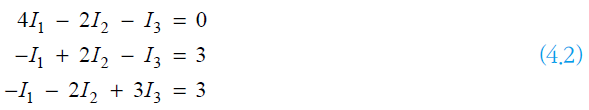 4I₁ − 2I₂ − I₃ = 0
−I₁ + 2I₂ − I₃ = 3 (4.2)
−I₁ − 2I₂ + 3I₃ = 3